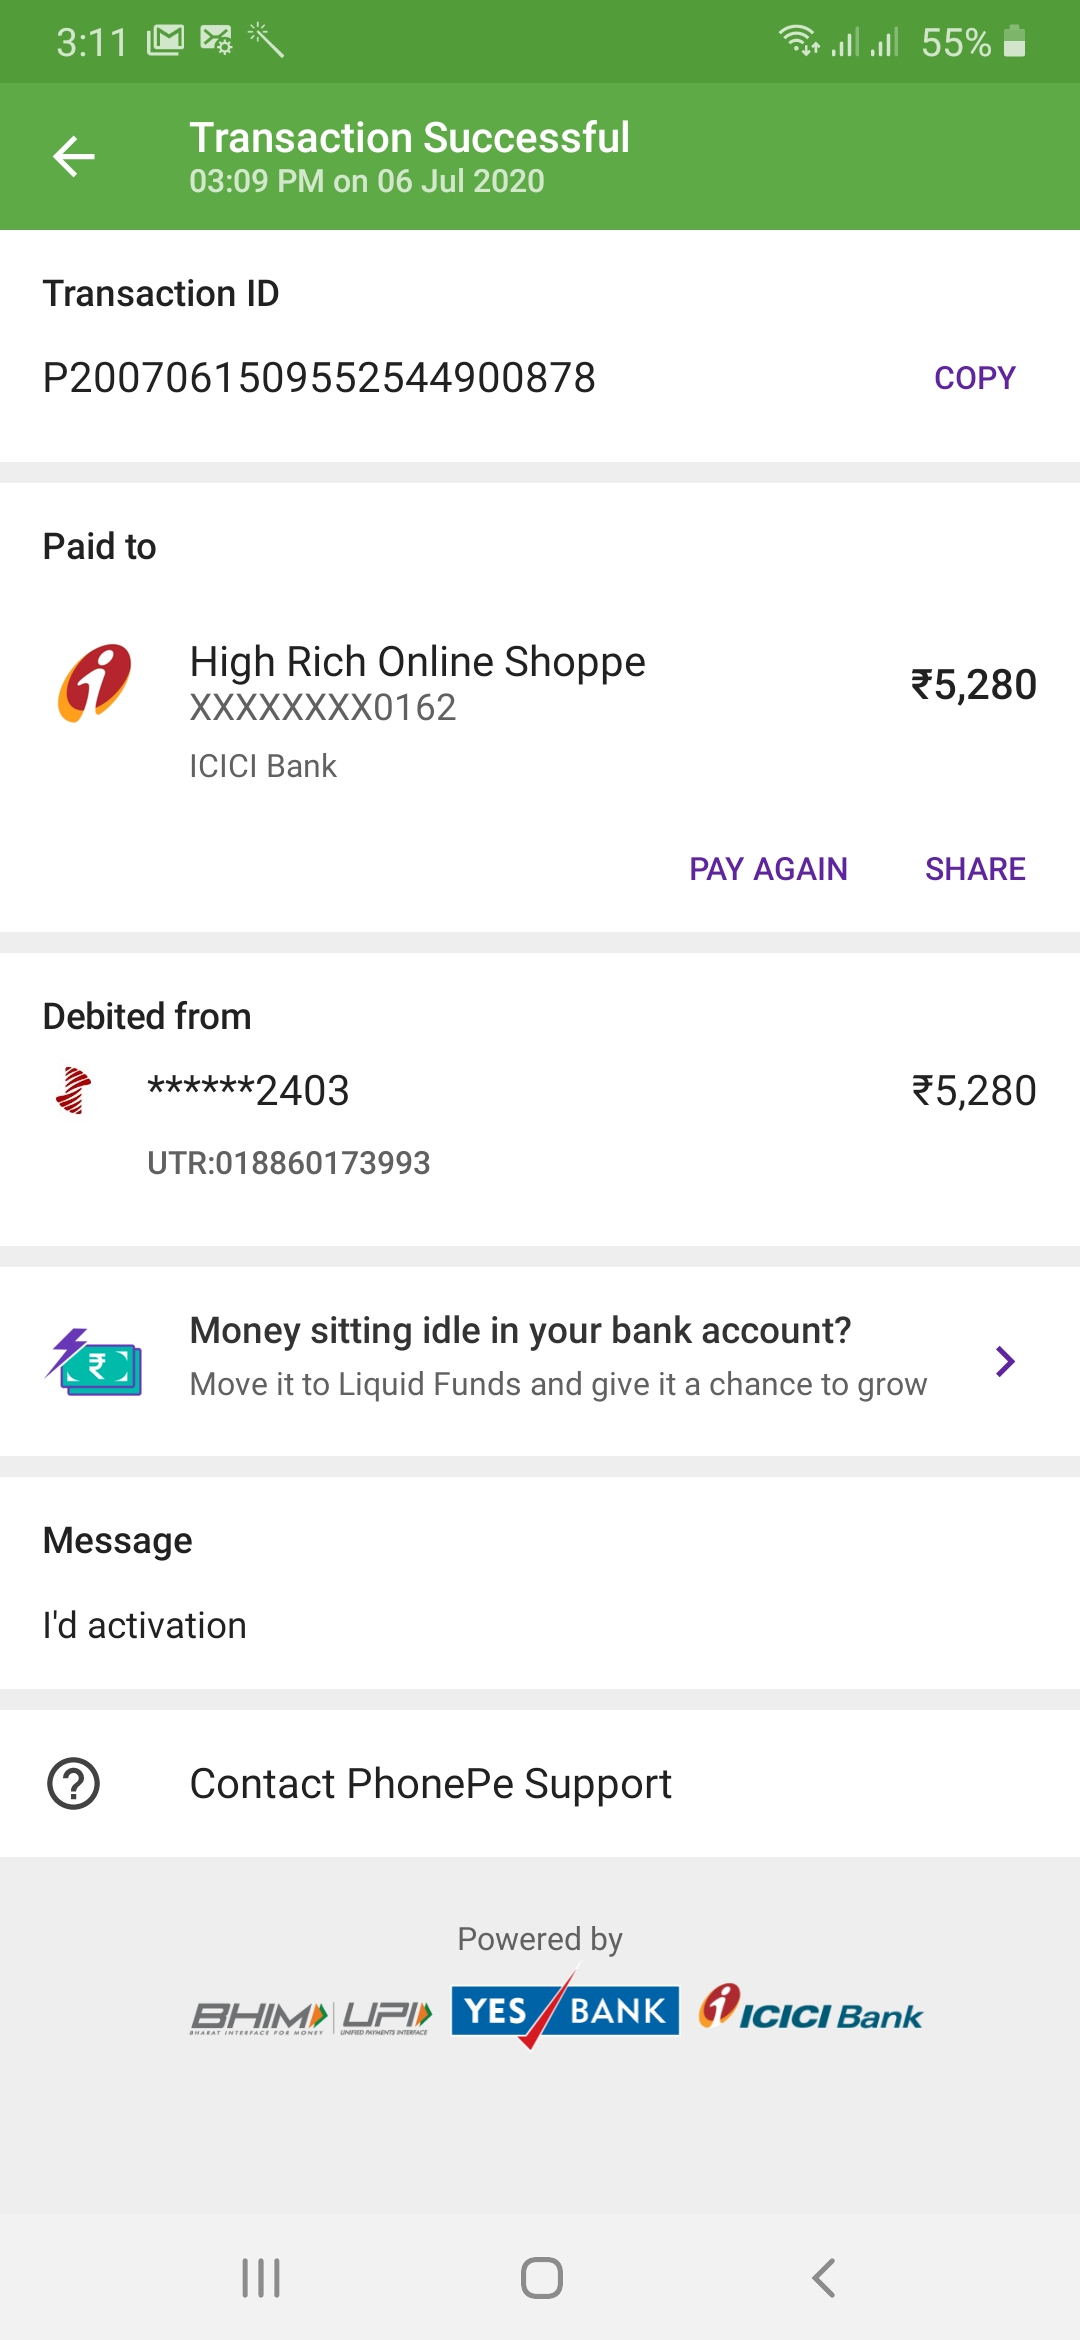 3:11
55%
Transaction Successful
03:09 PM on 06 Jul 2020
Transaction ID
P2007061509552544900878
COPY
Paid to
High Rich Online Shoppe
₹5,280
XXXXXXXX0162
ICICI Bank
PAY AGAIN
SHARE
Debited from
******2403
₹5,280
UTR:018860173993
Money sitting idle in your bank account?
Move it to Liquid Funds and give it a chance to grow
Message
I'd activation
Contact PhonePe Support
Powered by
BHIM UPI YES BANK ICICI Bank
BHARAT INTERFACE FOR MONEY UNIFIED PAYMENTS INTERFACE